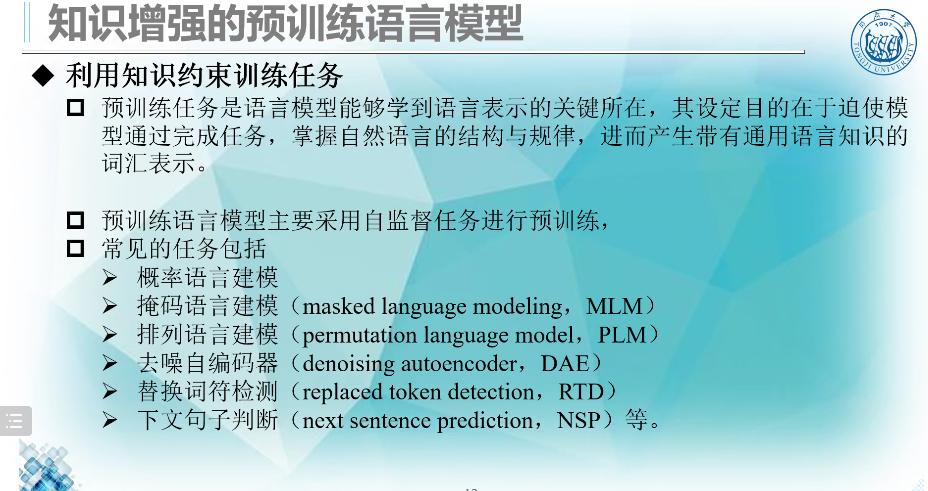 知识增强的预训练语言模型
1907
TONGJI UNIVERSITY
利用知识约束训练任务
预训练任务是语言模型能够学到语言表示的关键所在，其设定目的在于迫使模
型通过完成任务，掌握自然语言的结构与规律，进而产生带有通用语言知识的
词汇表示。
预训练语言模型主要采用自监督任务进行预训练，
常见的任务包括
概率语言建模
掩码语言建模（masked language modeling，MLM）
排列语言建模（permutation language model，PLM）
去噪自编码器（denoising autoencoder，DAE）
替换词符检测（replaced token detection，RTD）
下文句子判断（next sentence prediction，NSP）等。